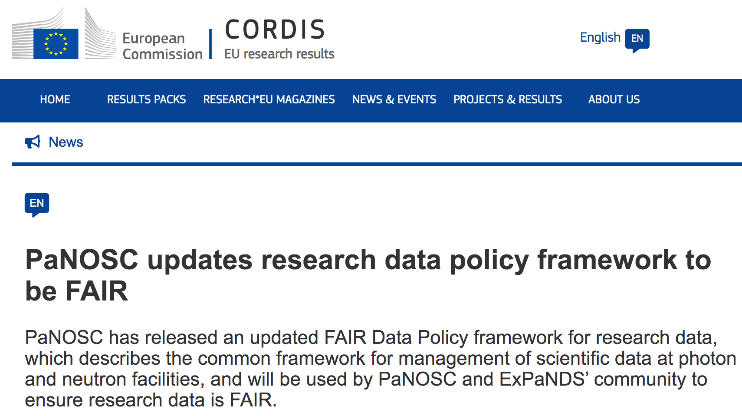 European
Commission
CORDIS
EU research results
English EN
HOME RESULTS PACKS RESEARCH*EU MAGAZINES NEWS & EVENTS PROJECTS & RESULTS ABOUT US
News
EN
PaNOSC updates research data policy framework to
be FAIR
PaNOSC has released an updated FAIR Data Policy framework for research data,
which describes the common framework for management of scientific data at photon
and neutron facilities, and will be used by PaNOSC and ExPaNDS’ community to
ensure research data is FAIR.